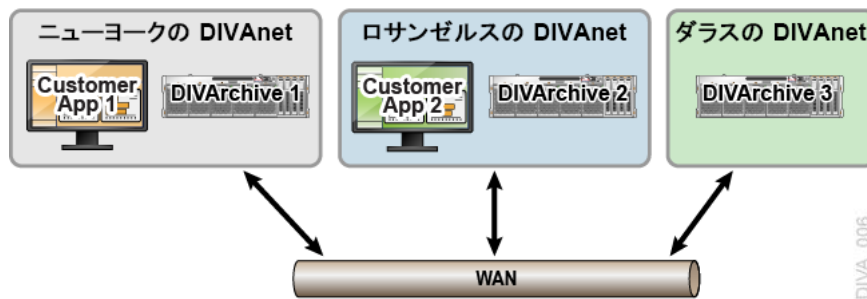 ニューヨークの DIVAnet
ロサンゼルスの DIVAnet
ダラスの DIVAnet
Customer
App 1
DIVArchive 1
Customer
App 2
DIVArchive 2
DIVArchive 3
WAN
DIVA_006